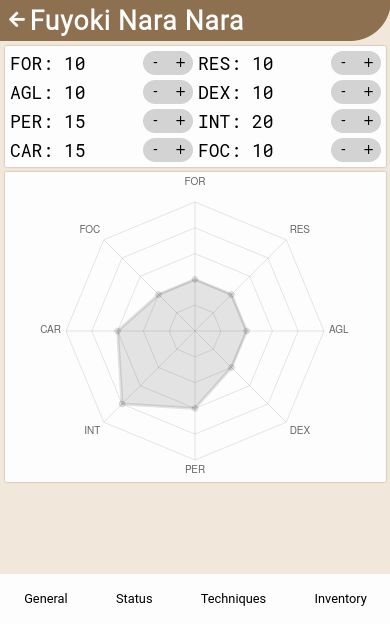 Fuyoki Nara Nara
FOR: 10 - + RES: 10 - +
AGL: 10 - + DEX: 10 - +
PER: 15 - + INT: 20 - +
CAR: 15 - + FOC: 10 - +
FOR
FOC RES
CAR AGL
INT DEX
PER
General Status Techniques Inventory